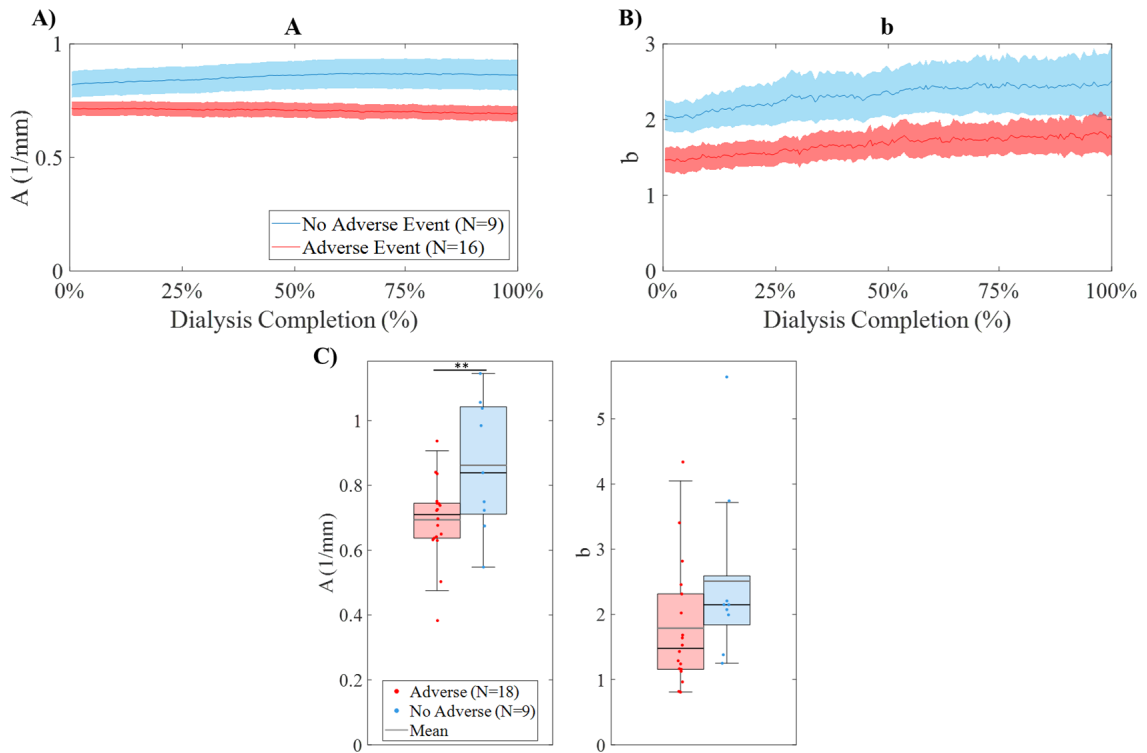 A)
A
1
0.5
0
A (1/mm)
No Adverse Event (N=9)
Adverse Event (N=16)
0%
25%
50%
75%
100%
Dialysis Completion (%)
B)
b
3
2
1
0
b
0%
25%
50%
75%
100%
Dialysis Completion (%)
C)
**
1
0.8
0.6
0.4
0.2
0
A (1/mm)
Adverse (N=18)
No Adverse (N=9)
Mean
5
4
3
2
1
0
b